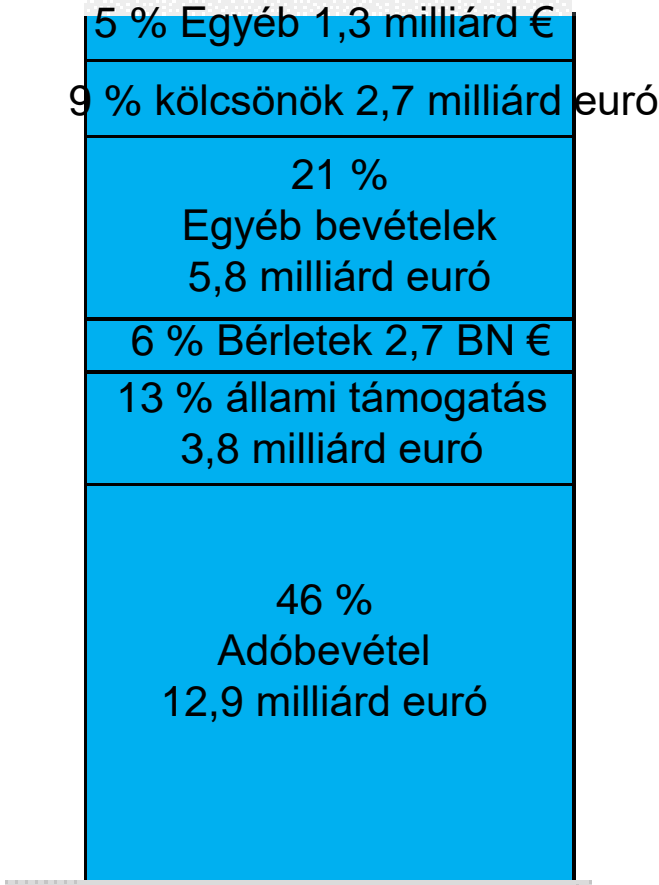 5 % Egyéb 1,3 milliárd €
9 % kölcsönök 2,7 milliárd euró
21 %
Egyéb bevételek
5,8 milliárd euró
6 % Bérletek 2,7 BN €
13 % állami támogatás
3,8 milliárd euró
46 %
Adóbevétel
12,9 milliárd euró